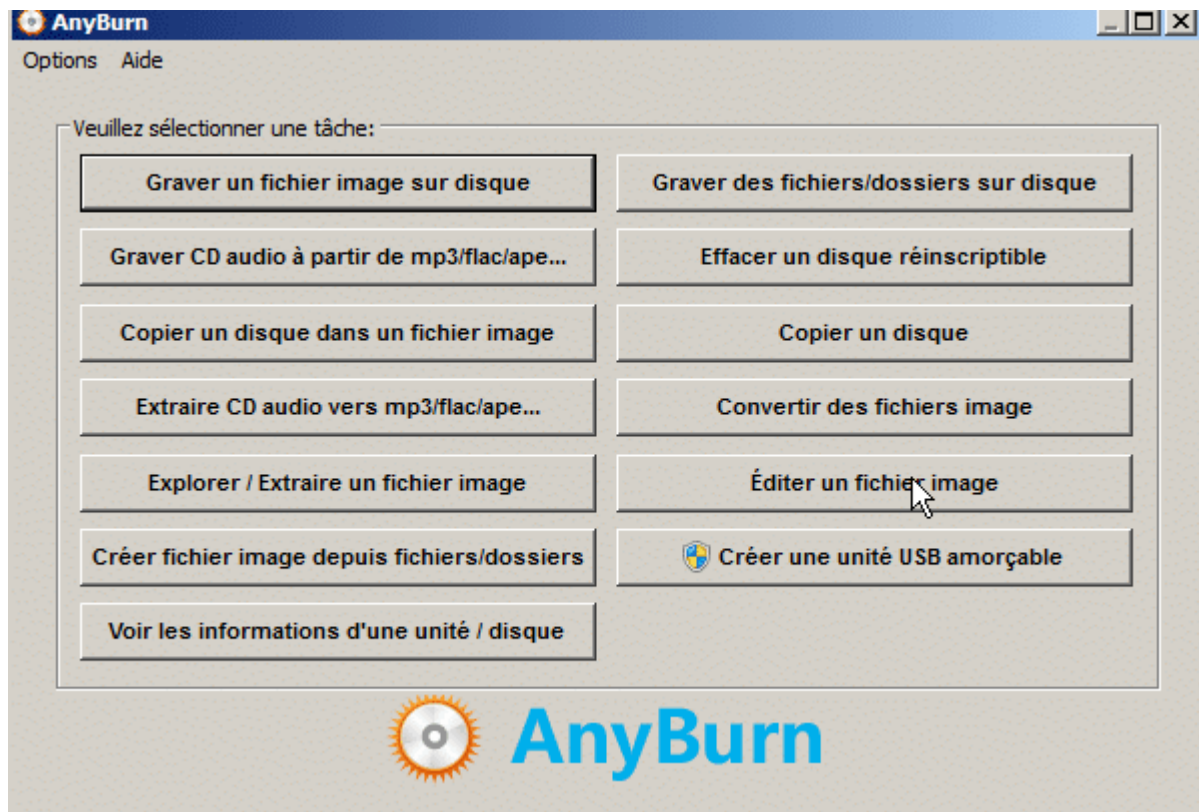 AnyBurn
Options Aide
Veuillez sélectionner une tâche:
Graver un fichier image sur disque
Graver des fichiers/dossiers sur disque
Graver CD audio à partir de mp3/flac/ape...
Effacer un disque réinscriptible
Copier un disque dans un fichier image
Copier un disque
Extraire CD audio vers mp3/flac/ape...
Convertir des fichiers image
Explorer / Extraire un fichier image
Éditer un fichier image
Créer fichier image depuis fichiers/dossiers
Créer une unité USB amorçable
Voir les informations d'une unité / disque
AnyBurn